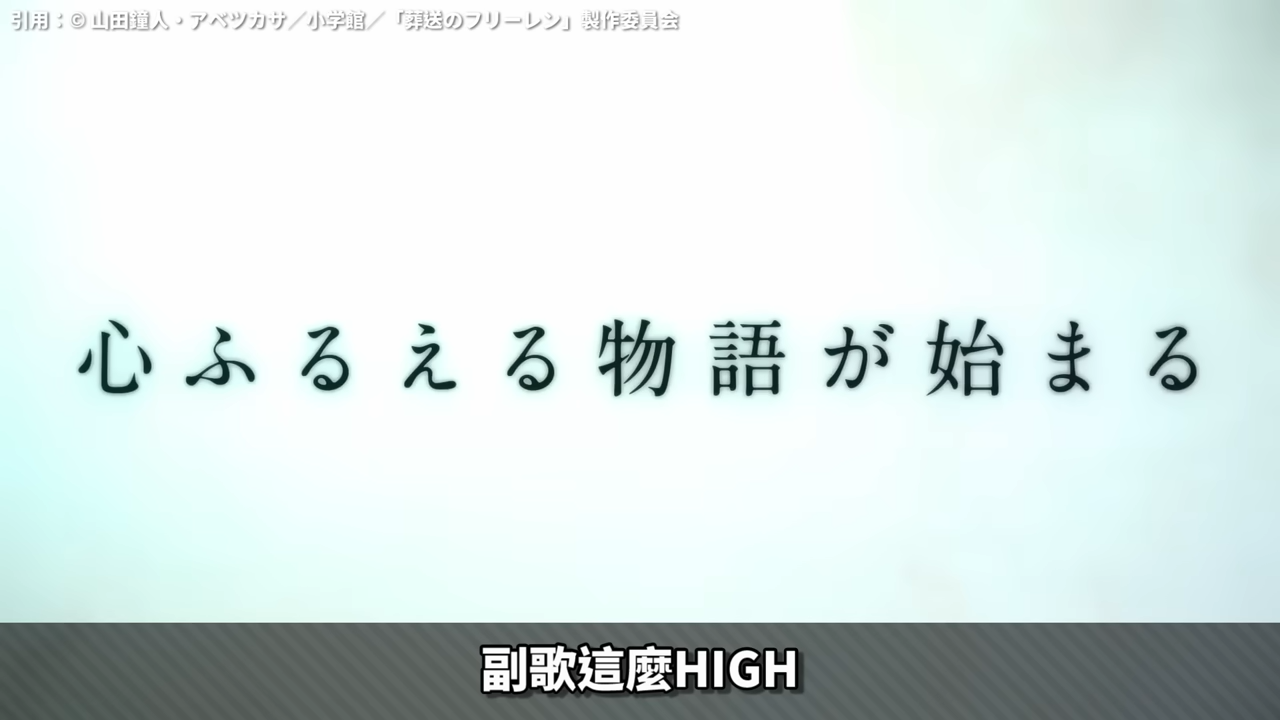 引用：© 山田鐘人・アベツカサ／小学館／「葬送のフリーレン」製作委員会
心ふるえる物語が始まる
副歌這麼HIGH